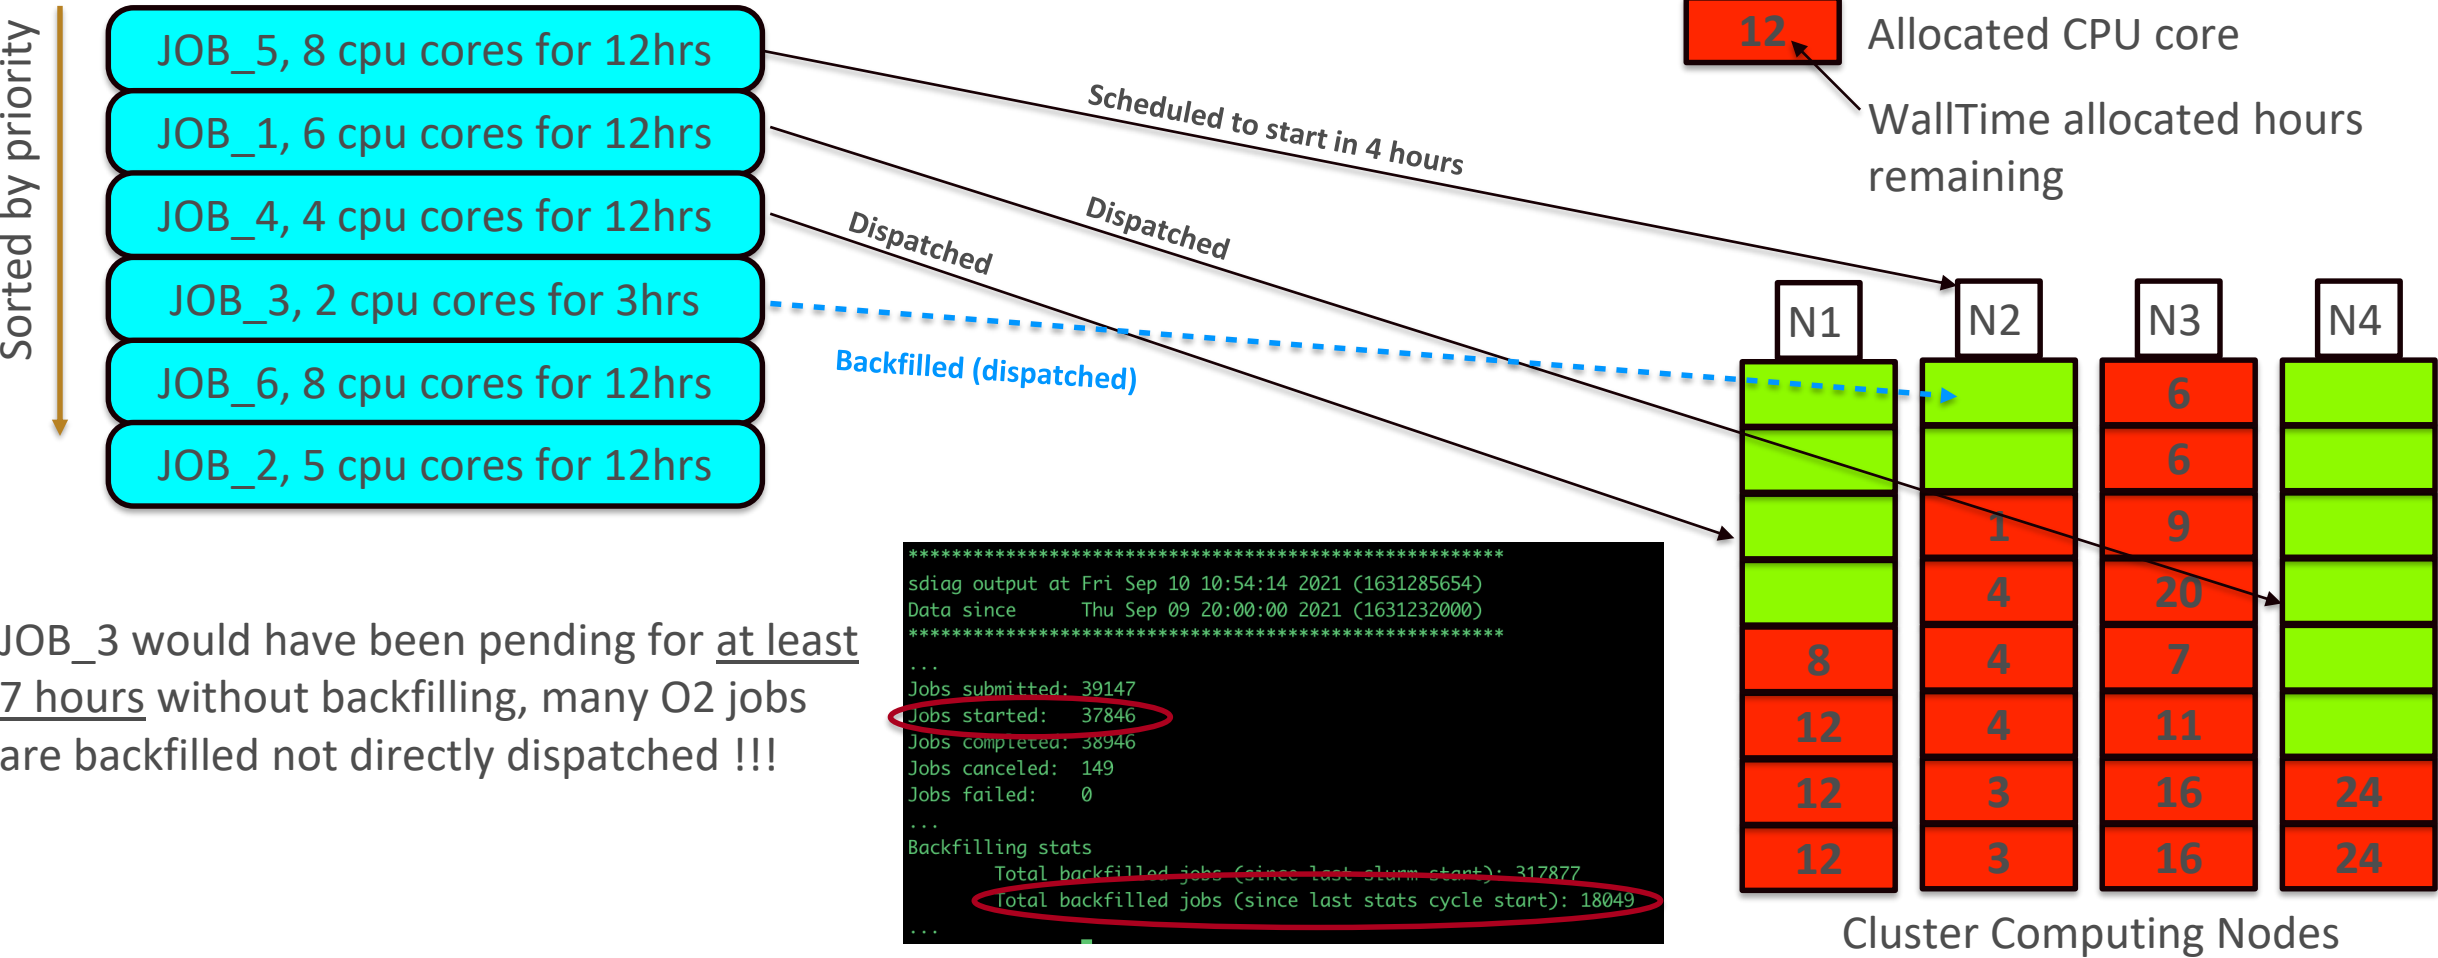 Sorted by priority
JOB_5, 8 cpu cores for 12hrs
JOB_1, 6 cpu cores for 12hrs
JOB_4, 4 cpu cores for 12hrs
JOB_3, 2 cpu cores for 3hrs
JOB_6, 8 cpu cores for 12hrs
JOB_2, 5 cpu cores for 12hrs
Scheduled to start in 4 hours
Dispatched
Dispatched
Backfilled (dispatched)
12
Allocated CPU core
WallTime allocated hours
remaining
N1 N2 N3 N4
6
6
1 9
4 20
8 4 7
12 4 11
12 3 16 24
12 3 16 24
Cluster Computing Nodes
JOB_3 would have been pending for at least
7 hours without backfilling, many O2 jobs
are backfilled not directly dispatched !!!
*******************************************************
sdiag output at Fri Sep 10 10:54:14 2021 (1631285654)
Data since      Thu Sep 09 20:00:00 2021 (1631232000)
*******************************************************
...
Jobs submitted: 39147
Jobs started:   37846
Jobs completed: 38946
Jobs canceled:  149
Jobs failed:    0
...
Backfilling stats
Total backfilled jobs (since last slurm start): 317877
Total backfilled jobs (since last stats cycle start): 18049
...